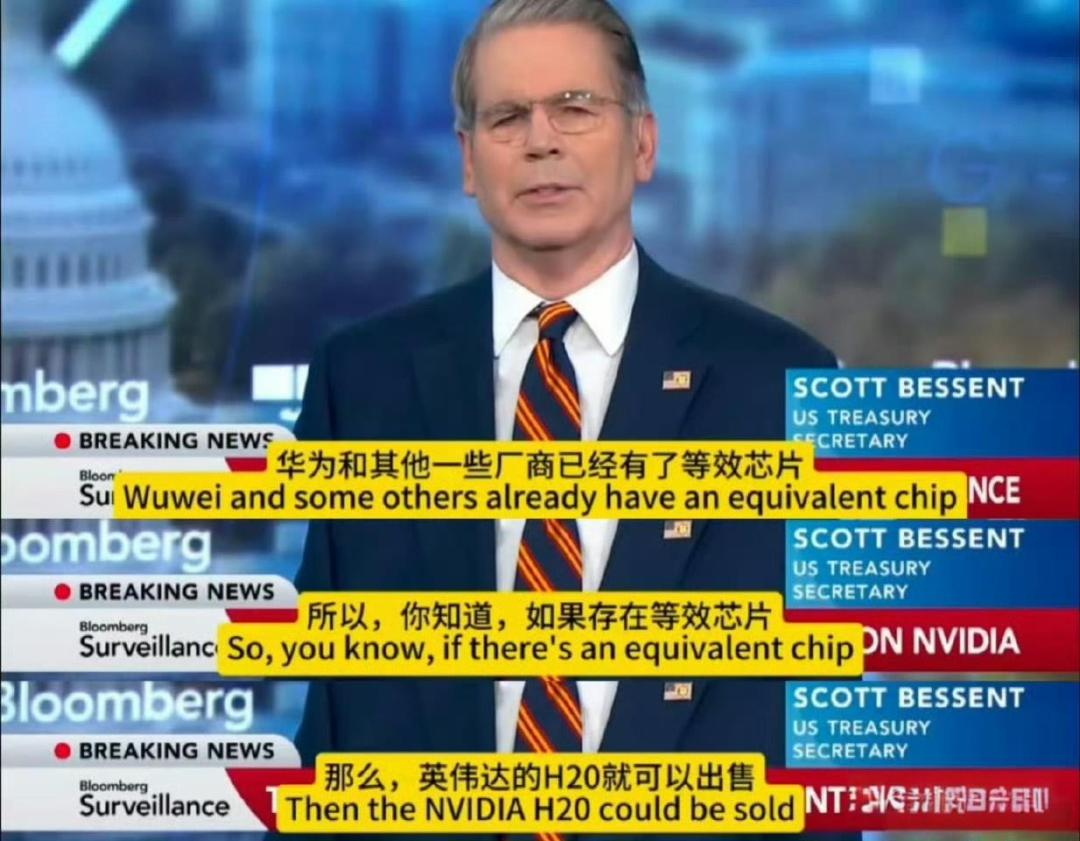 mberg
SCOTT BESSENT
US TREASURY
SECRETARY
BREAKING NEWS
Bloom
Su
NCE
华为和其他一些厂商已经有了等效芯片
Wuwei and some others already have an equivalent chip
oomberg
SCOTT BESSENT
US TREASURY
SECRETARY
BREAKING NEWS
Bloomberg
Surveillanc
ON NVIDIA
所以，你知道，如果存在等效芯片
So, you know, if there's an equivalent chip
Bloomberg
SCOTT BESSENT
US TREASURY
SECRETARY
BREAKING NEWS
Bloomberg
Surveillance
T
NT:
那么，英伟达的H20就可以出售
Then the NVIDIA H20 could be sold